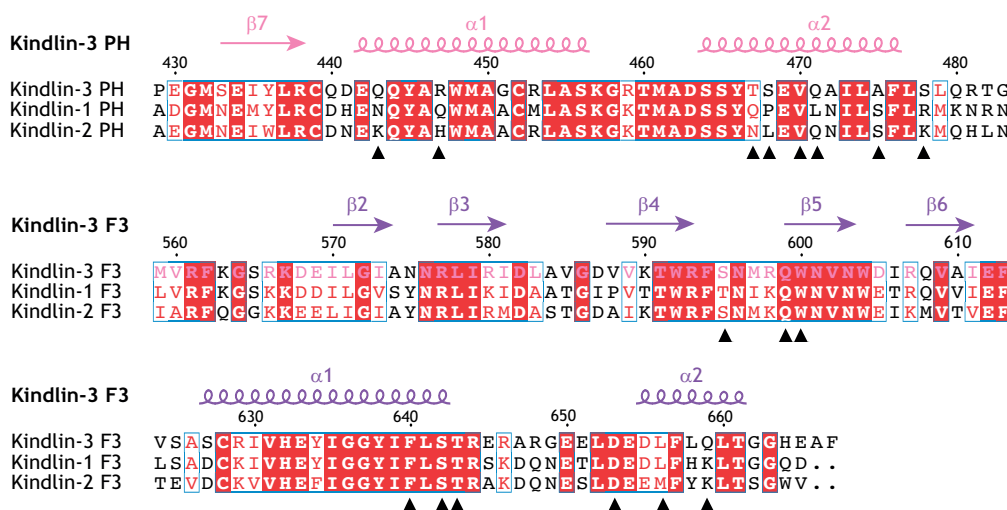 β7 α1 α2
Kindlin-3 PH
430 440 450 460 470 480
Kindlin-3 PH PEGMSEIYLRCQDEQQYARWMAGCRLASKGRTMADSSYTSEVQAILAFLSLQRTG
Kindlin-1 PH ADGMNEMYLRCDHENQYAQWMAACMLASKGKTMADSSYQPEVLNILSFLRMKNRN
Kindlin-2 PH AEGMNEIWLRCDNEKQYAHWMAACRLASKGKTMADSSYNLEVQNILSFLKMQHLN
β2 β3 β4 β5 β6
Kindlin-3 F3
560 570 580 590 600 610
Kindlin-3 F3 MVRFKGSRKDEILGIANNRLIRIDLAVGDVVKTWRFSNMRQWNVNWDIRQVAIEF
Kindlin-1 F3 LVRFKGSKKDDILGVSYNRLIKIDAATGIPVTTWRFTNIKQWNVNWETRQVVIEF
Kindlin-2 F3 IARFQGGKKEELIGIAYNRLIRMDASTGDAIKTWRFSNMKQWNVNWEIKMVTVEF
α1 α2
Kindlin-3 F3
630 640 650 660
Kindlin-3 F3 VSASCRIVHEYIGGYIFLSTRERARGEELDEDLFLQLTGGHEAF
Kindlin-1 F3 LSADCKIVHEYIGGYIFLSTRSKDQNETLDEDLFHKLTGGQD..
Kindlin-2 F3 TEVDCKVVHEFIGGYIFLSTRAKDQNESLDEEMFYKLTSGWV..